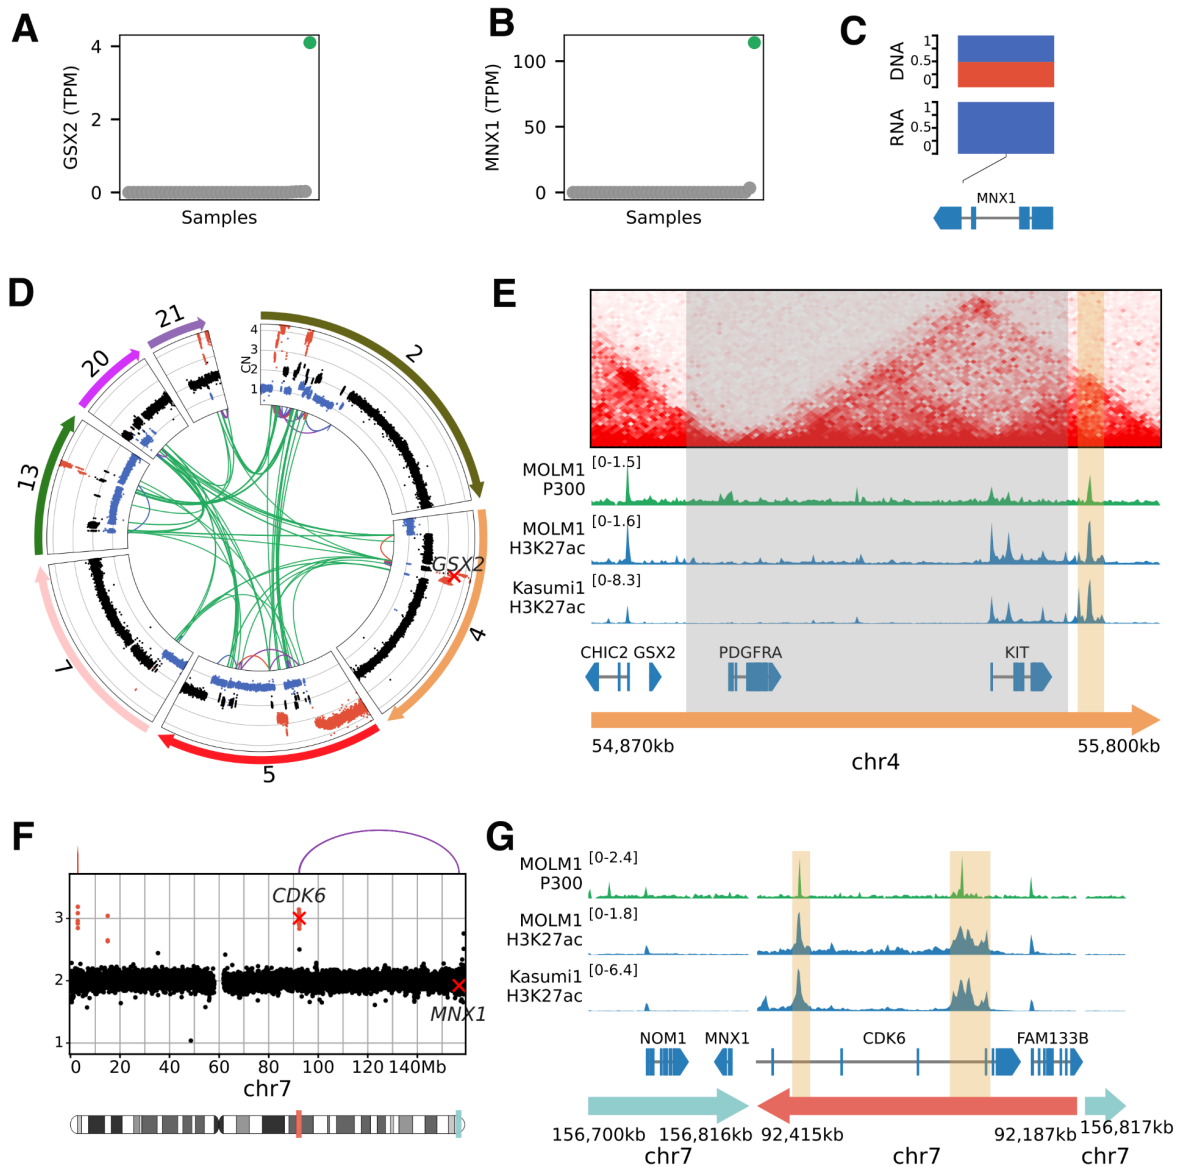 A
GSX2 (TPM)
4
2
0
Samples
B
MNX1 (TPM)
100
50
0
Samples
C
DNA
1
0.5
0
RNA
1
0.5
0
MNX1
D
21
20
13
7
5
4
2
CN
4
3
2
1
GSX2
E
MOLM1
P300
[0-1.5]
MOLM1
H3K27ac
[0-1.6]
Kasumi1
H3K27ac
[0-8.3]
CHIC2 GSX2 PDGFRA KIT
54,870kb 55,800kb
chr4
F
3
2
1
CDK6
MNX1
0 20 40 60 80 100 120 140Mb
chr7
G
MOLM1
P300
[0-2.4]
MOLM1
H3K27ac
[0-1.8]
Kasumi1
H3K27ac
[0-6.4]
NOM1 MNX1 CDK6 FAM133B
156,700kb 156,816kb 92,415kb 92,187kb 156,817kb
chr7 chr7 chr7